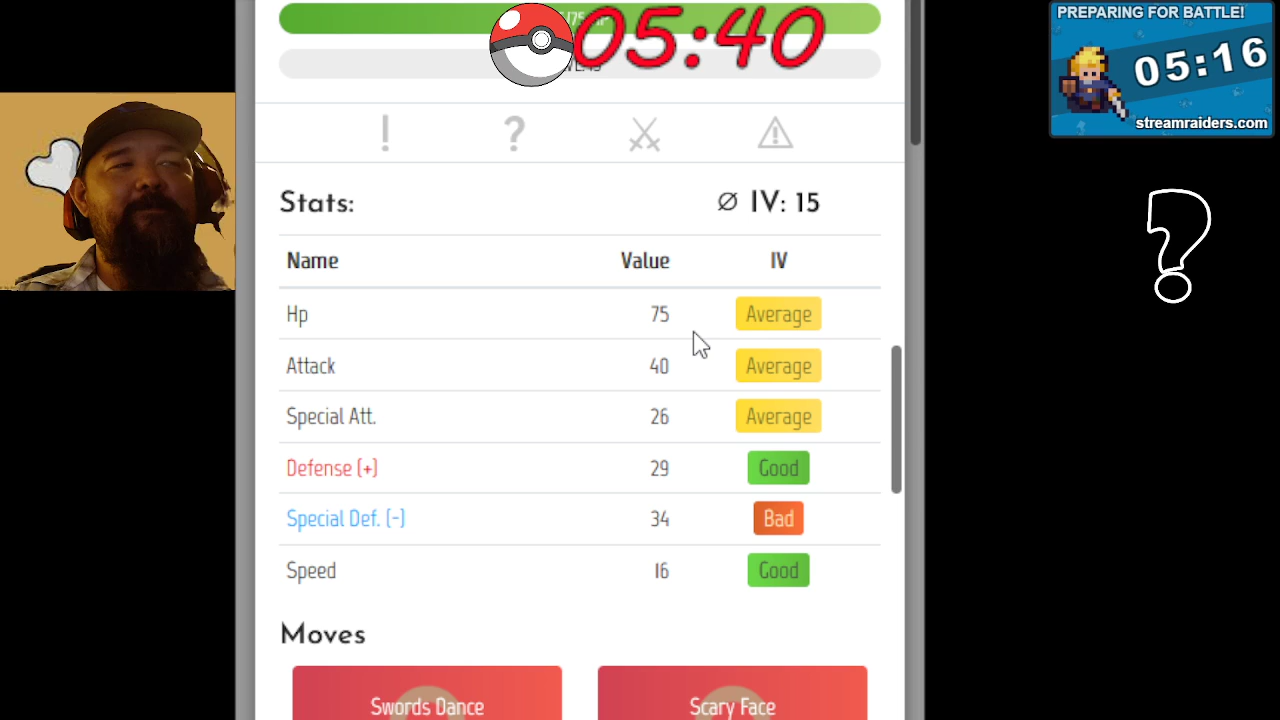 05:40
PREPARING FOR BATTLE!
05:16
streamraiders.com
Stats:
Ø IV: 15
Name Value IV
Hp 75 Average
Attack 40 Average
Special Att. 26 Average
Defense (+) 29 Good
Special Def. (-) 34 Bad
Speed 16 Good
Moves
Swords Dance Scary Face